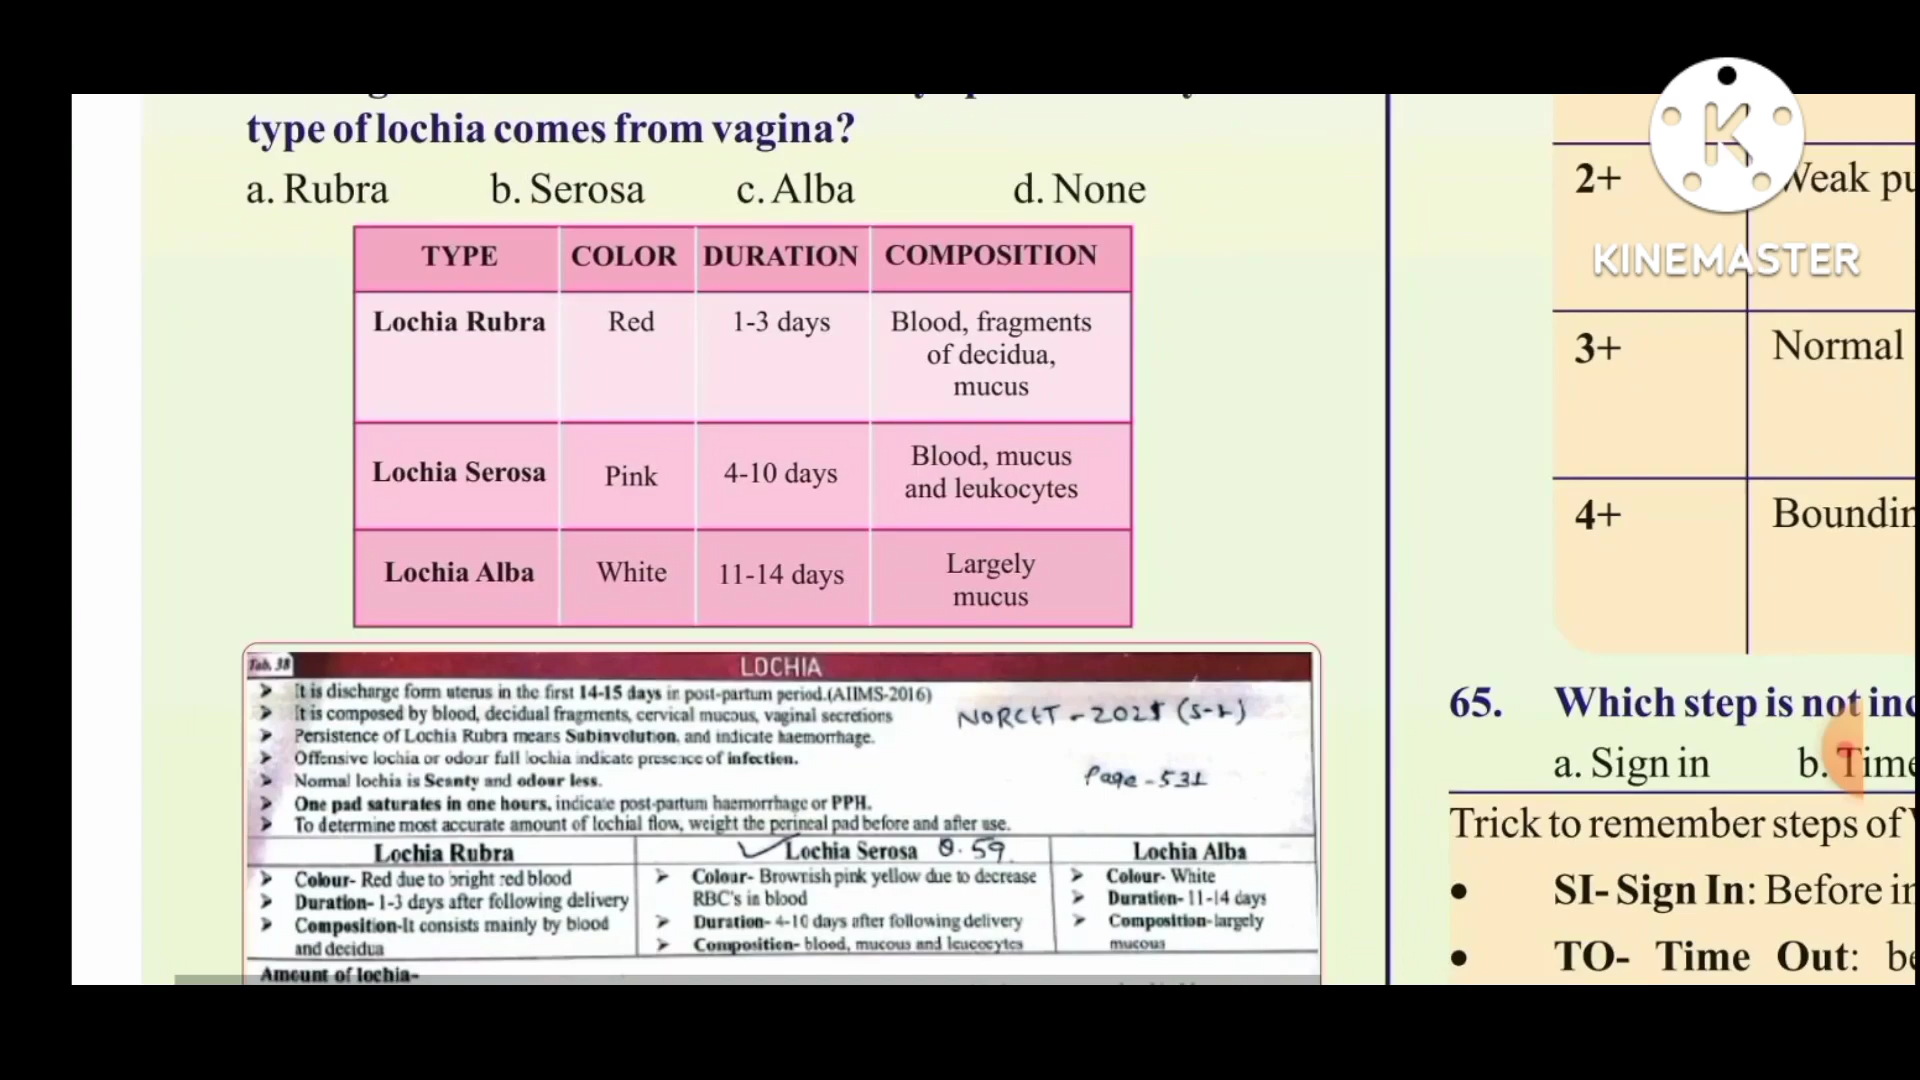 type of lochia comes from vagina?
a. Rubra b. Serosa c. Alba d. None
TYPE COLOR DURATION COMPOSITION
Lochia Rubra Red 1-3 days Blood, fragments
of decidua,
mucus
Lochia Serosa Pink 4-10 days Blood, mucus
and leukocytes
Lochia Alba White 11-14 days Largely
mucus
Tab. 38 LOCHIA
It is discharge form uterus in the first 14-15 days in post-partum period.(AIIMS-2016)
It is composed by blood, decidual fragments, cervical mucous, vaginal secretions
Persistence of Lochia Rubra means Subinvolution, and indicate haemorrhage.
Offensive lochia or odour full lochia indicate presence of infection.
Normal lochia is Scanty and odour less.
One pad saturates in one hours, indicate post-partum haemorrhage or PPH.
To determine most accurate amount of lochial flow, weight the perineal pad before and after use.
NORCET -
Page - 531
Lochia Rubra
Colour- Red due to bright red blood
Duration- 1-3 days after following delivery
Composition-It consists mainly by blood
and decidua
Lochia Serosa Q. 59
Colour- Brownish pink yellow due to decrease
RBC's in blood
Duration- 4-10 days after following delivery
Composition- blood, mucous and leucocytes
Lochia Alba
Colour- White
Duration- 11-14 days
Composition-largely
mucous
Amount of lochia-
2+ Weak pu
3+ Normal
4+ Boundin
65. Which step is not inc
a. Sign in b. Time
Trick to remember steps of
SI- Sign In: Before in
TO- Time Out: be
K
KINEMASTER